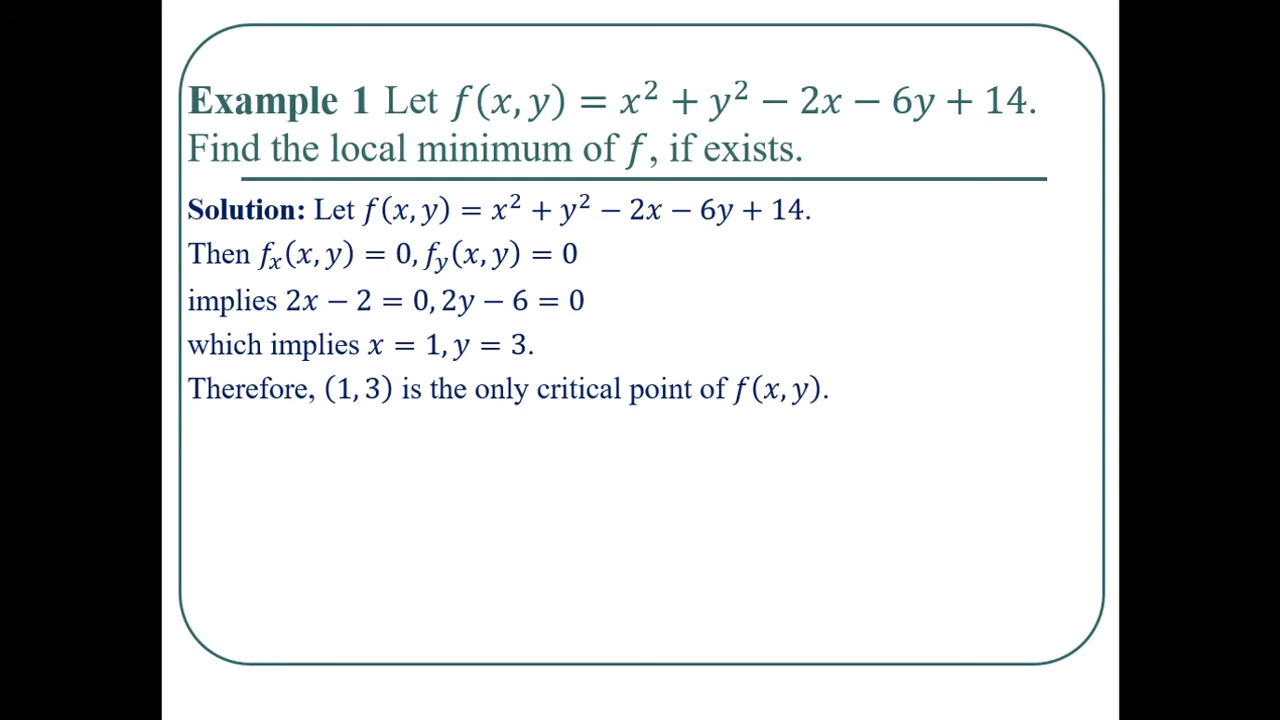 Example 1 Let f(x, y) = x² + y² − 2x − 6y + 14.
Find the local minimum of f, if exists.
Solution: Let f(x, y) = x² + y² − 2x − 6y + 14.
Then fₓ(x, y) = 0, f_y(x, y) = 0
implies 2x − 2 = 0, 2y − 6 = 0
which implies x = 1, y = 3.
Therefore, (1, 3) is the only critical point of f(x, y).